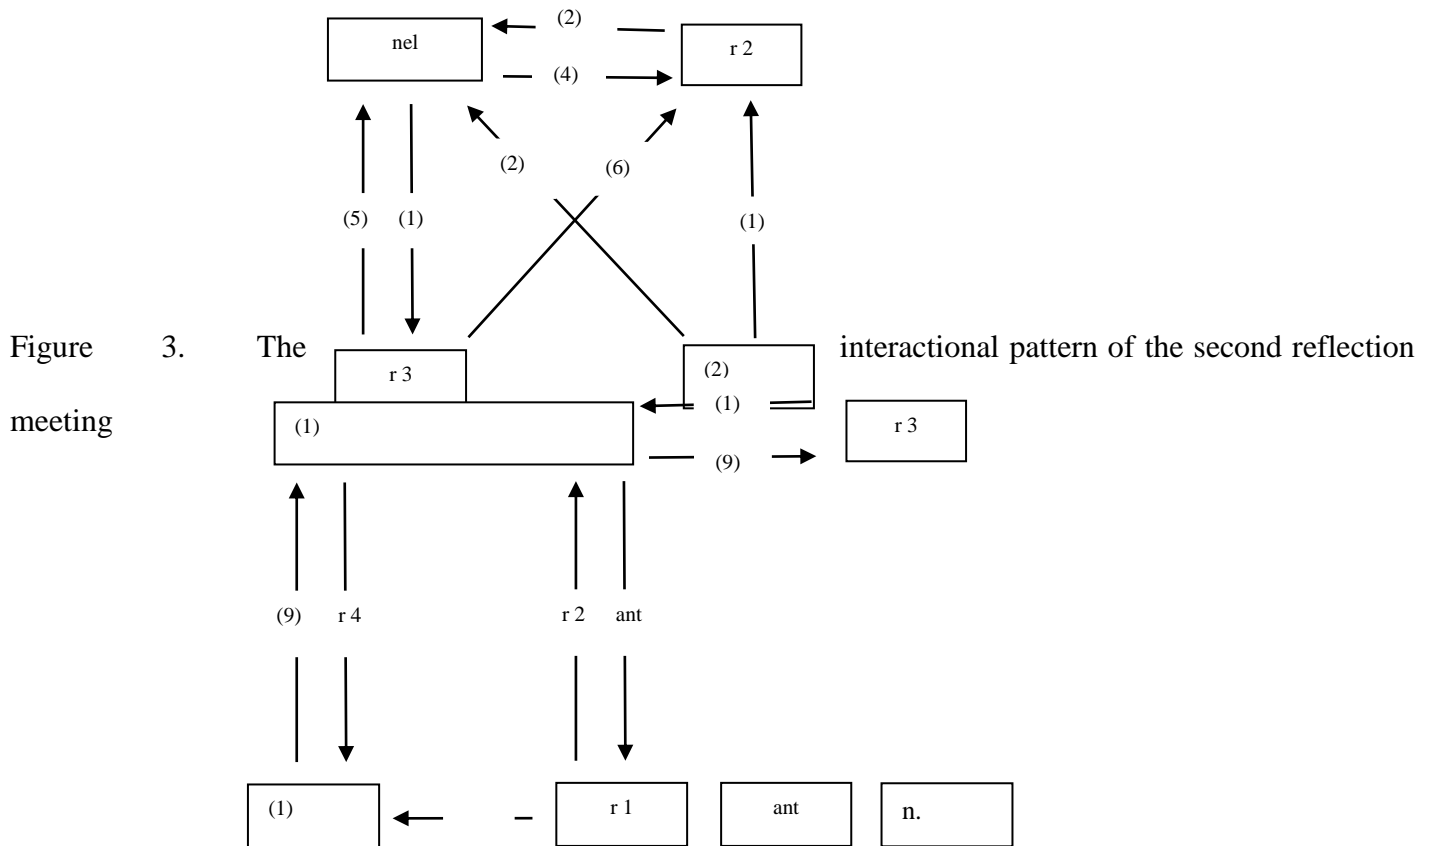 (2)
nel
r 2
(4)
(2)
(6)
(5) (1)
(1)
Figure 3. The interactional pattern of the second reflection
r 3
(2)
(1)
meeting
(1)
r 3
(9)
(9) r 4
r 2 ant
(1)
r 1
ant
n.